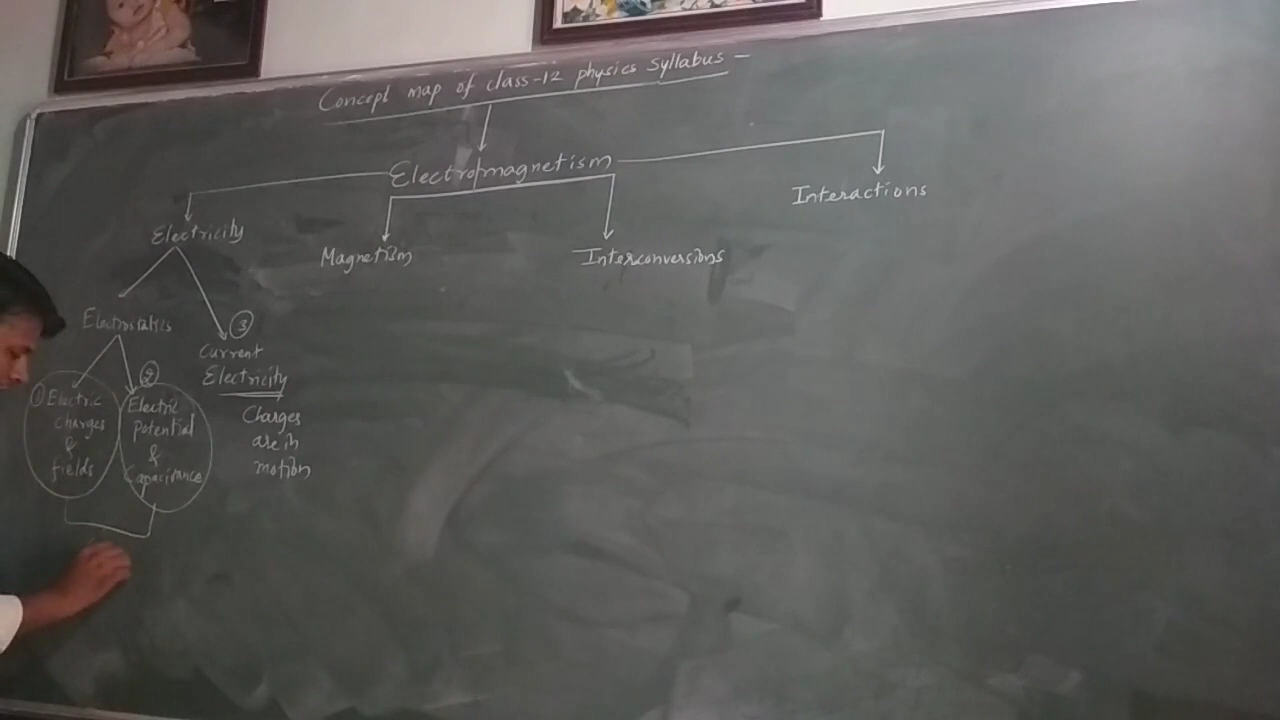 Concept map of class-12 physics syllabus -
Electromagnetism
Interactions
Electricity
Magnetism
Interconversions
Electrostatics
③
Current
Electricity
②
① Electric
charges
&
fields
Electric
potential
&
Capacitance
Charges
are in
motion